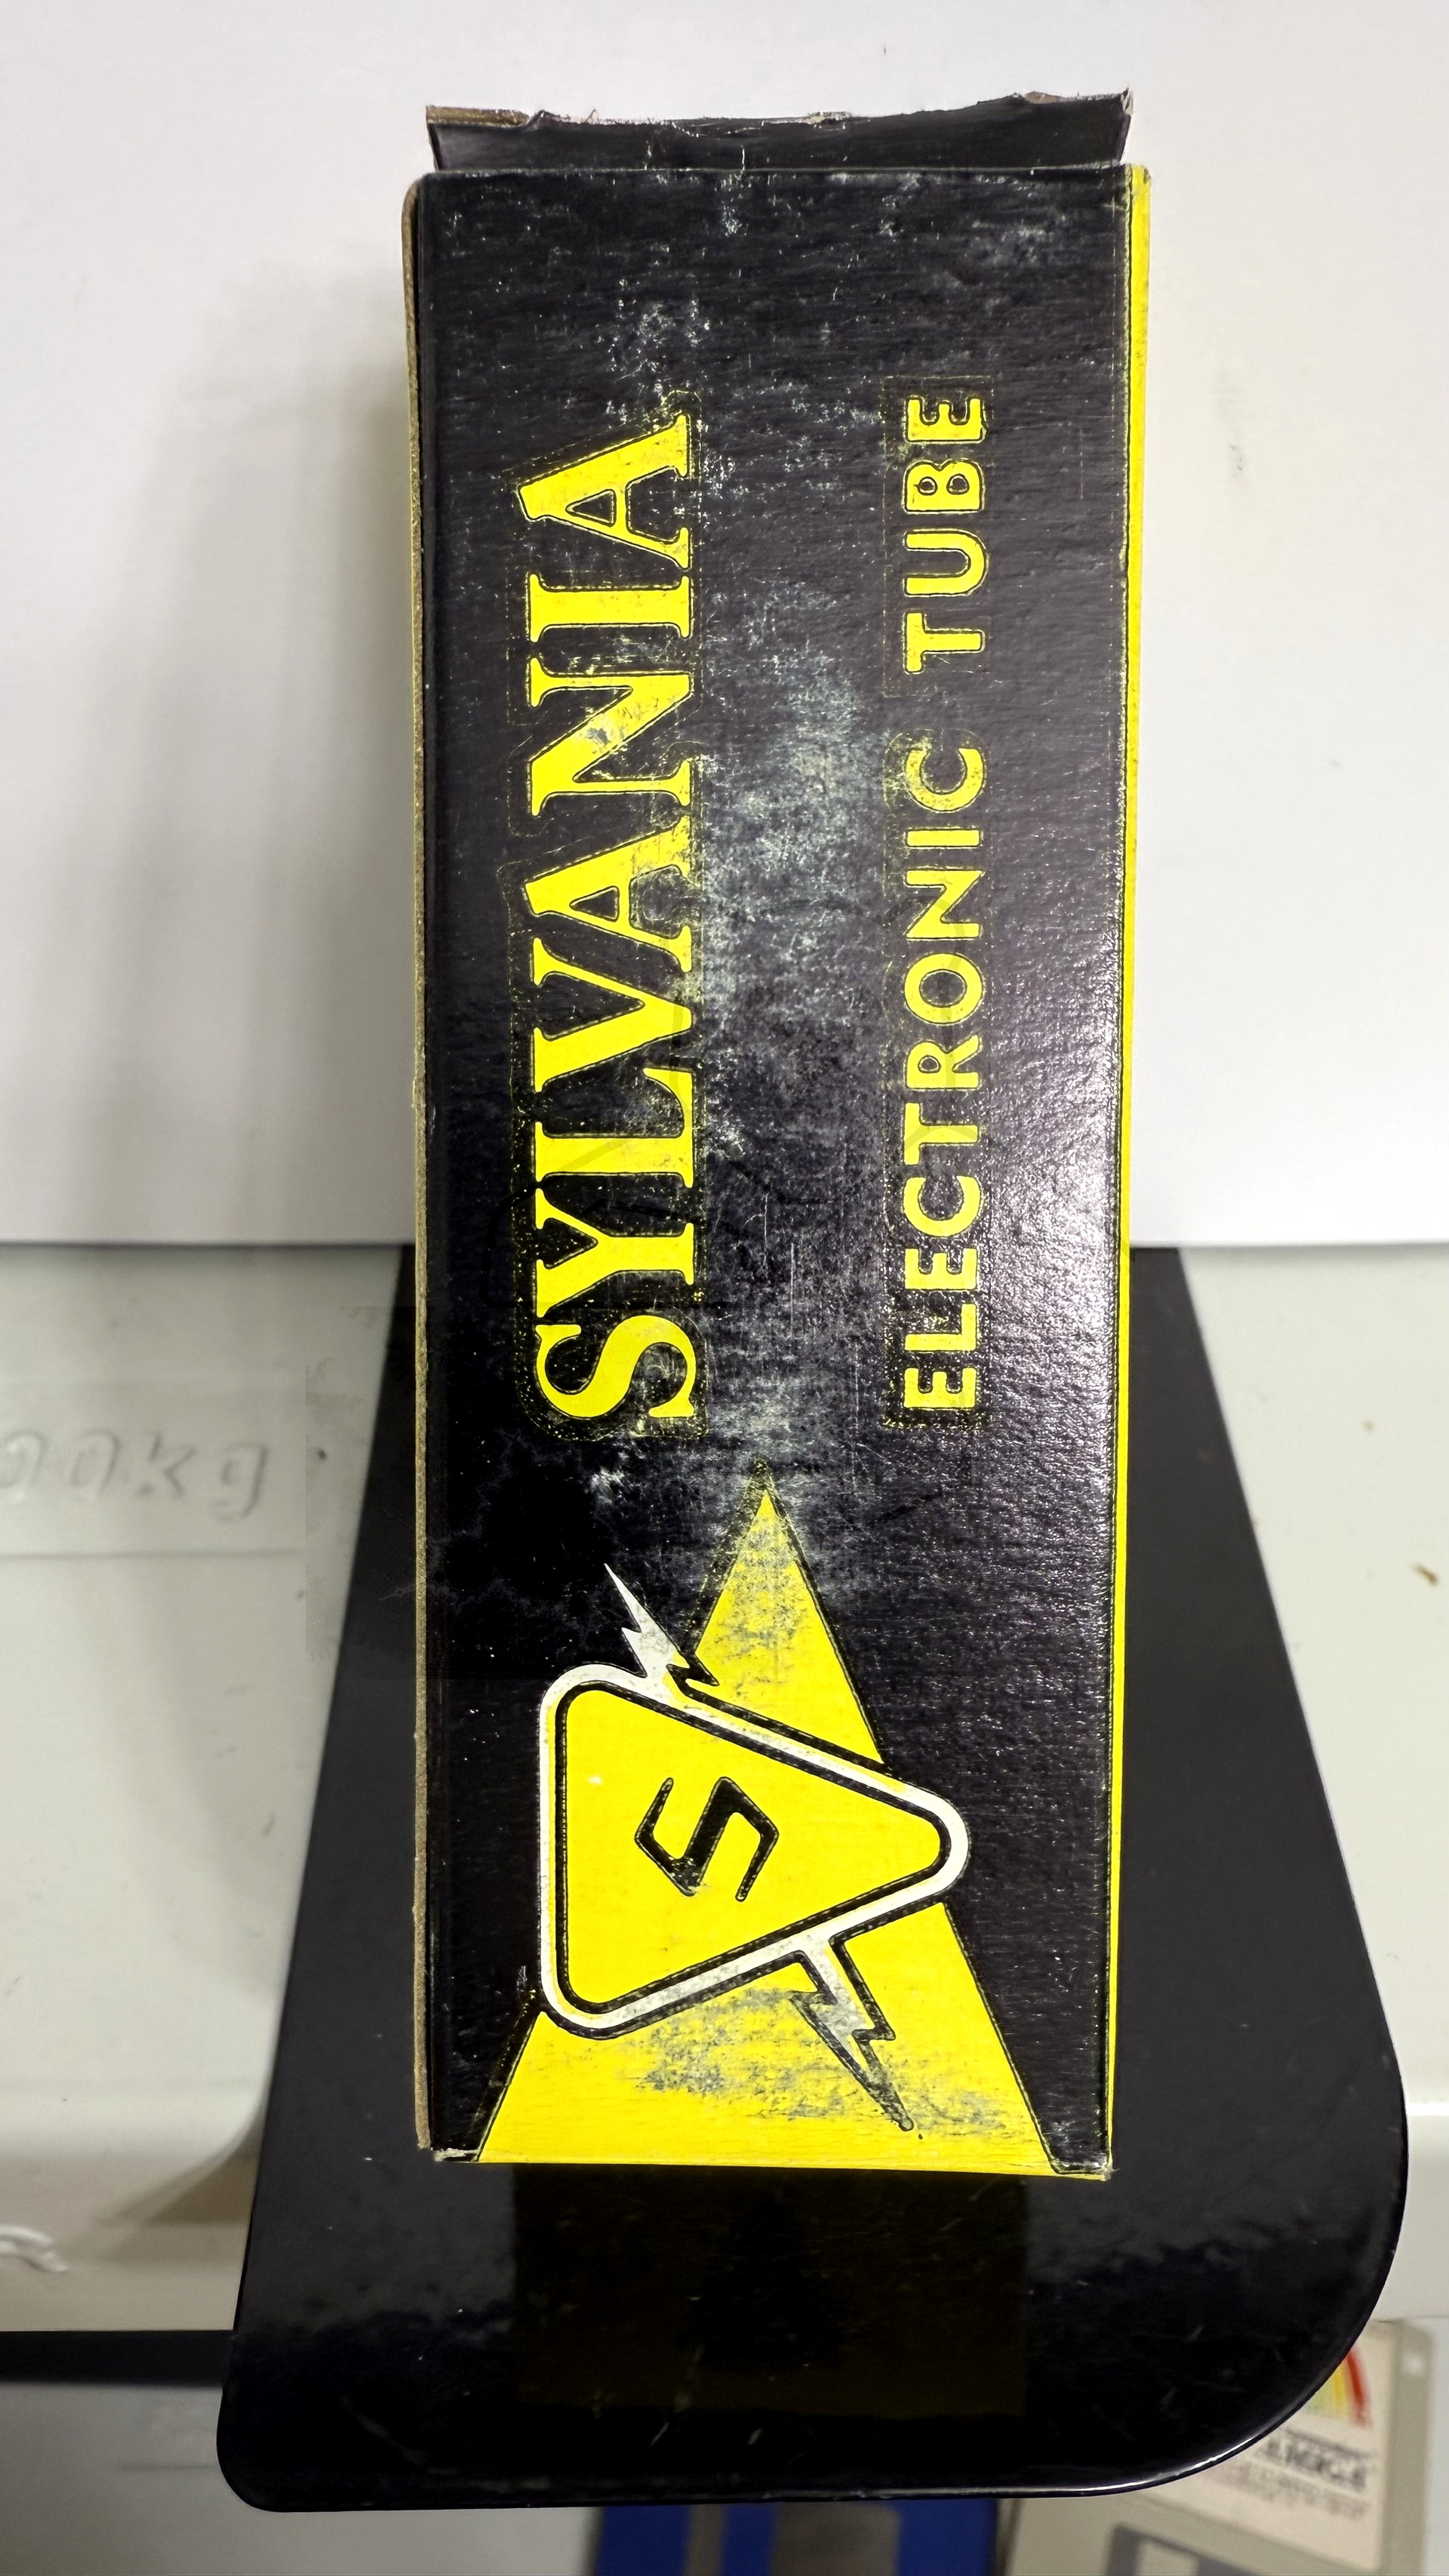 SYLVANIA
ELECTRONIC TUBE
S
00kg